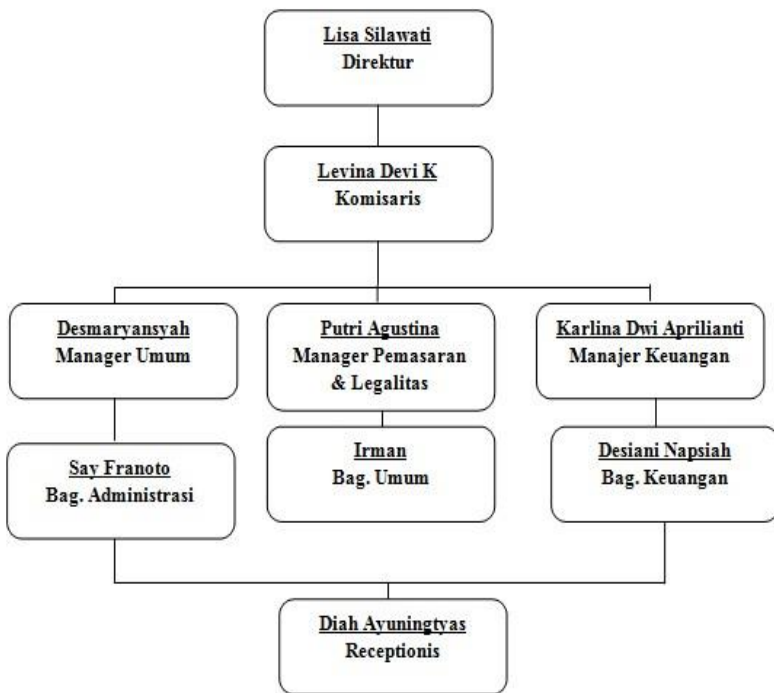 Lisa Silawati
Direktur
Levina Devi K
Komisaris
Desmaryansyah
Manager Umum
Putri Agustina
Manager Pemasaran
& Legalitas
Karlina Dwi Aprilianti
Manajer Keuangan
Say Franoto
Bag. Administrasi
Irman
Bag. Umum
Desiani Napsiah
Bag. Keuangan
Diah Ayuningtyas
Receptionis